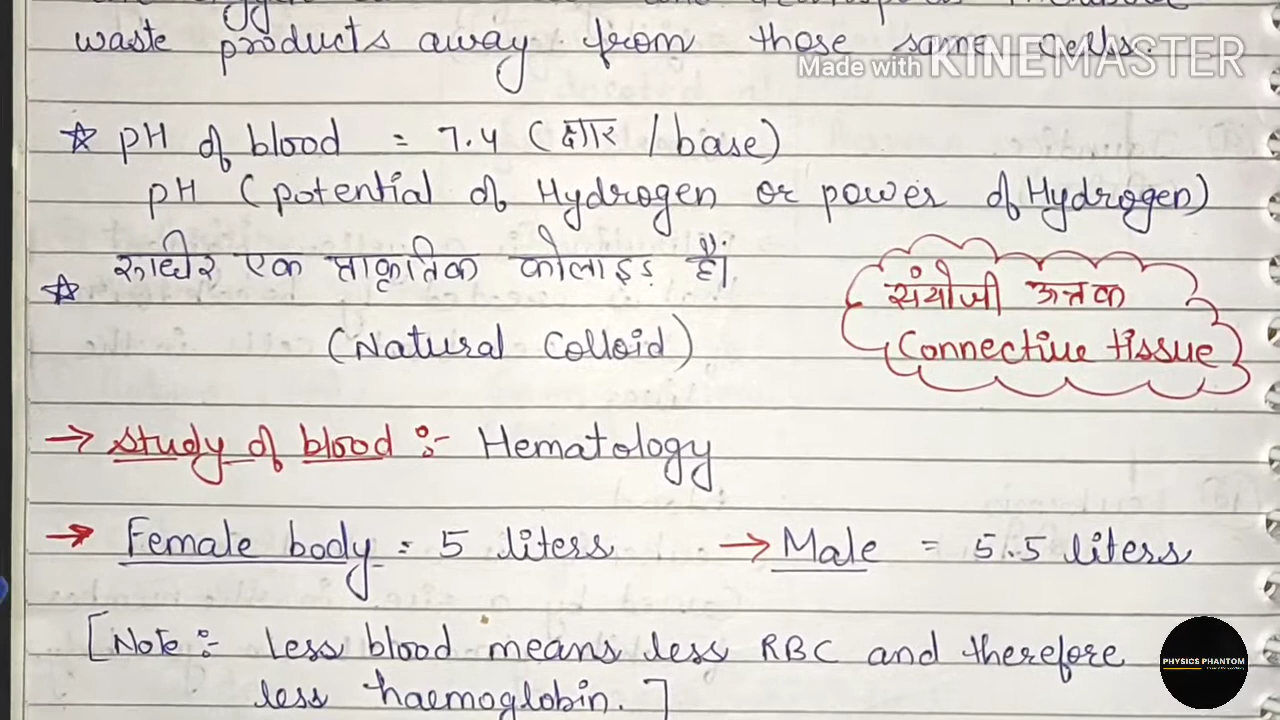 waste products away from those same cells.
Made with KINEMASTER
☆ pH of blood = 7.4 (क्षार /base)
pH (potential of Hydrogen or power of Hydrogen)
☆ रूधीर एक प्राकृतिक कोलाइड है।
(Natural Colloid)
संयोजी ऊतक
Connective tissue
→ Study of blood :- Hematology
→ Female body = 5 liters → Male = 5.5 liters
[Note :- Less blood means less RBC and therefore
less haemoglobin.]
PHYSICS PHANTOM